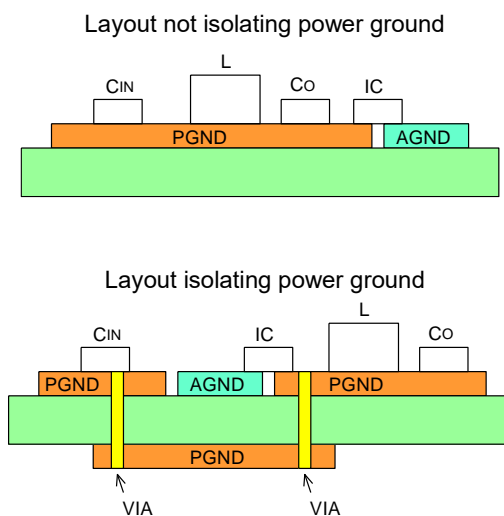 Layout not isolating power ground
L
CIN
CO
IC
PGND
AGND
Layout isolating power ground
L
CIN
IC
CO
PGND
AGND
PGND
PGND
VIA
VIA